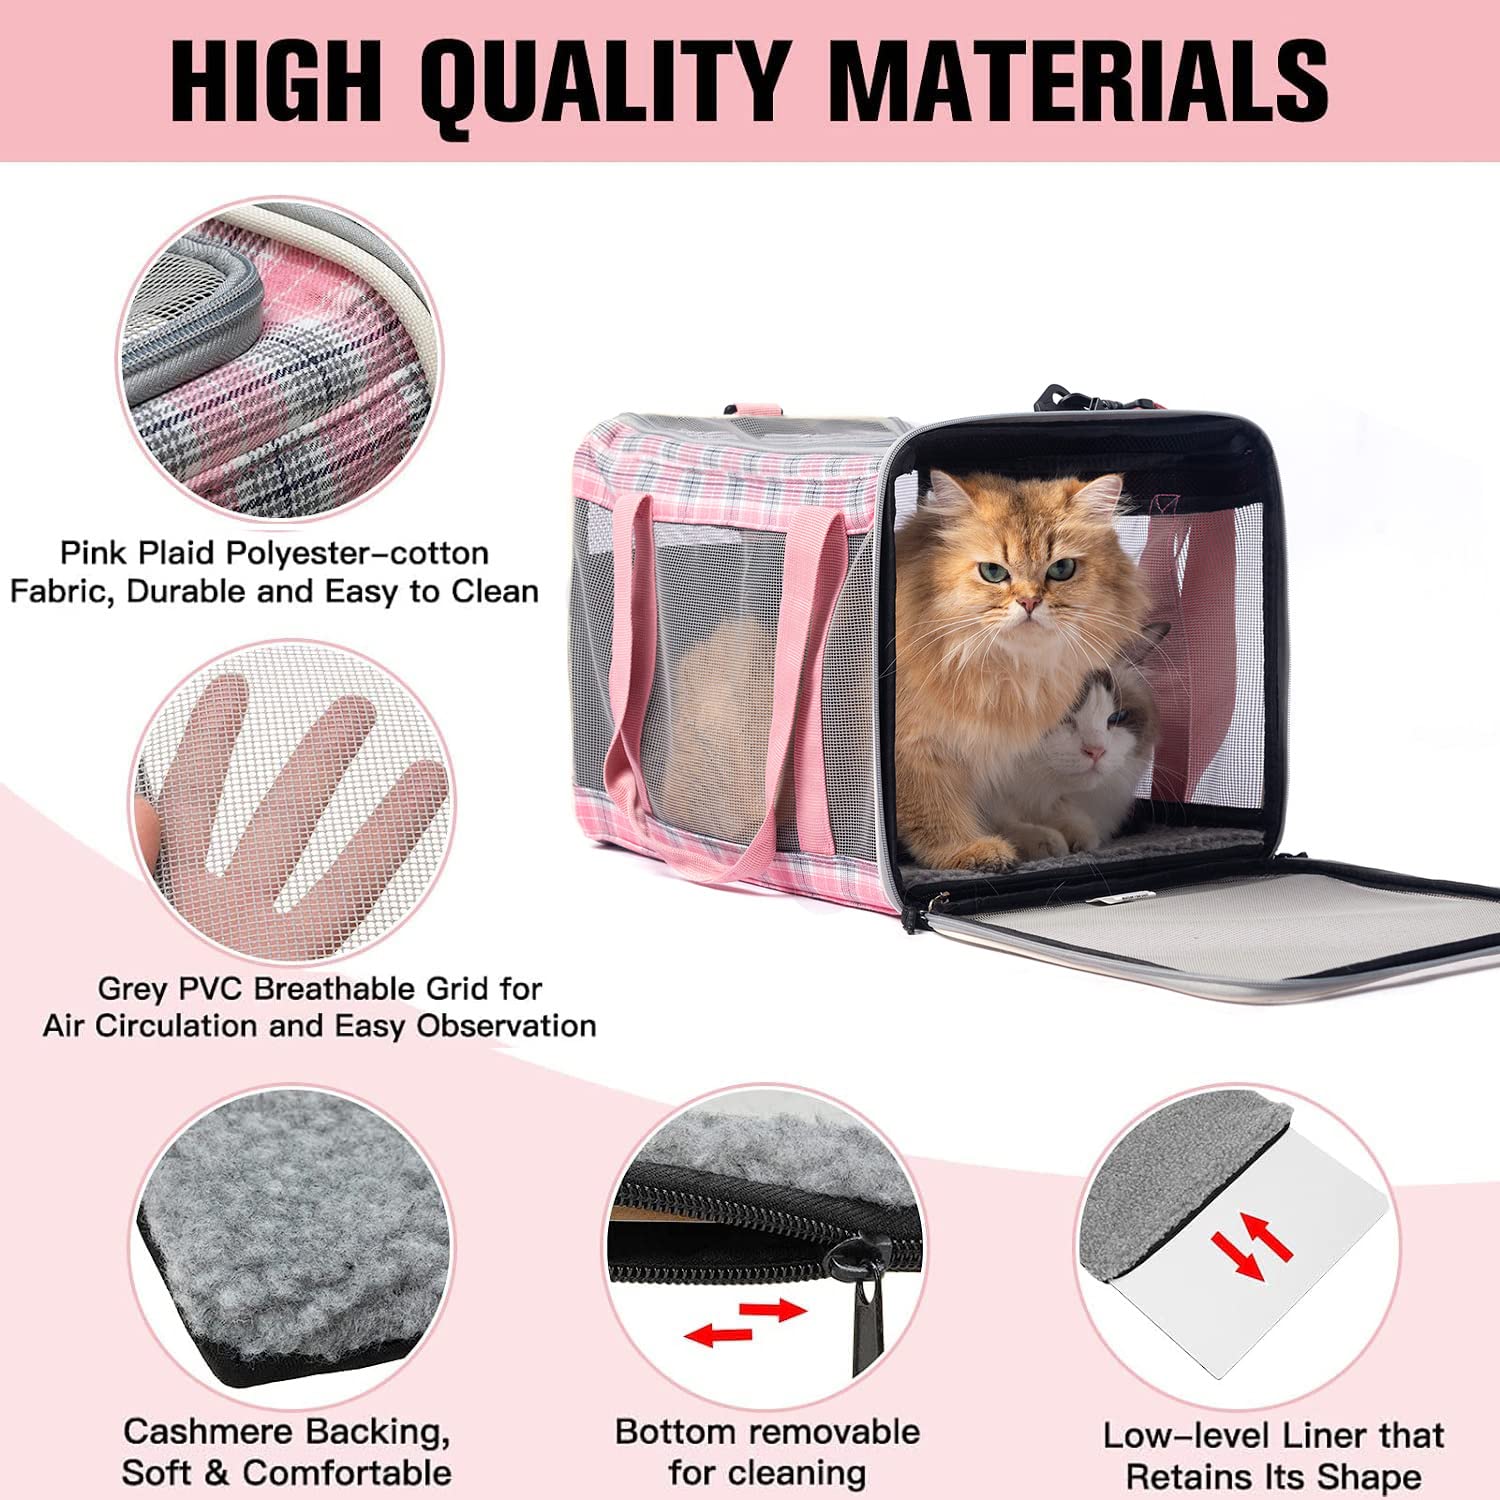 HIGH QUALITY MATERIALS
Pink Plaid Polyester-cotton
Fabric, Durable and Easy to Clean
Grey PVC Breathable Grid for
Air Circulation and Easy Observation
Cashmere Backing,
Soft & Comfortable
Bottom removable
for cleaning
Low-level Liner that
Retains Its Shape